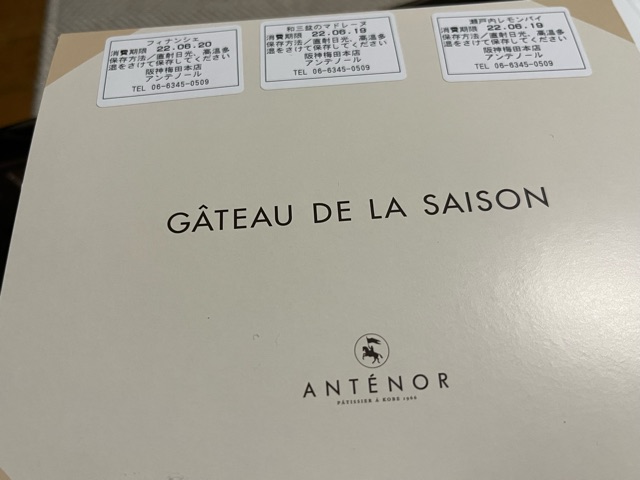 フィナンシェ
消費期限 22.06.20
保存方法／直射日光、高温多
湿をさけて保存してください
阪神梅田本店
アンテノール
TEL 06-6345-0509
和三盆のマドレーヌ
消費期限 22.06.19
保存方法／直射日光、高温多
湿をさけて保存してください
阪神梅田本店
アンテノール
TEL 06-6345-0509
瀬戸内レモンパイ
消費期限 22.06.19
保存方法／直射日光、高温多
湿をさけて保存してください
阪神梅田本店
アンテノール
TEL 06-6345-0509
GÂTEAU DE LA SAISON
ANTÉNOR
PÂTISSIER À KOBE 1966